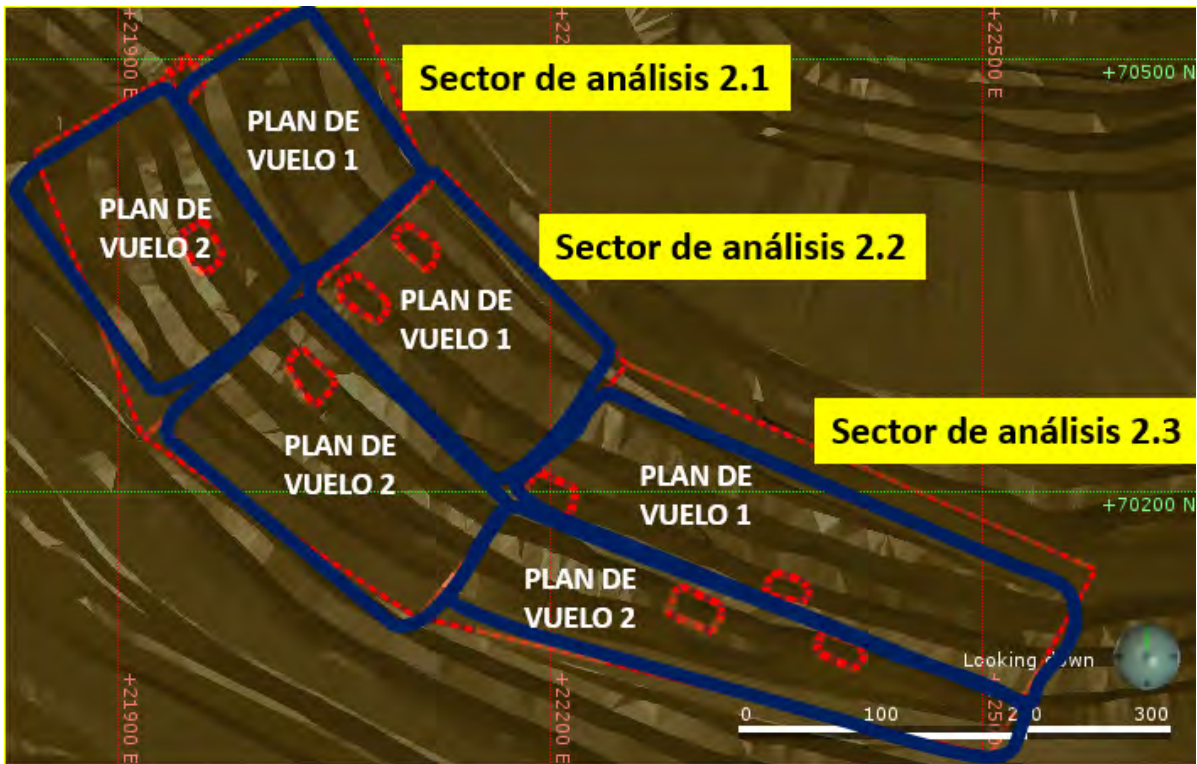 +21900 E
+22
+22500 E
+70500 N
Sector de análisis 2.1
PLAN DE
VUELO 1
PLAN DE
VUELO 2
Sector de análisis 2.2
PLAN DE
VUELO 1
PLAN DE
VUELO 2
Sector de análisis 2.3
PLAN DE
VUELO 1
+70200 N
PLAN DE
VUELO 2
Looking down
+21900 E
+22200 E
0 100 300